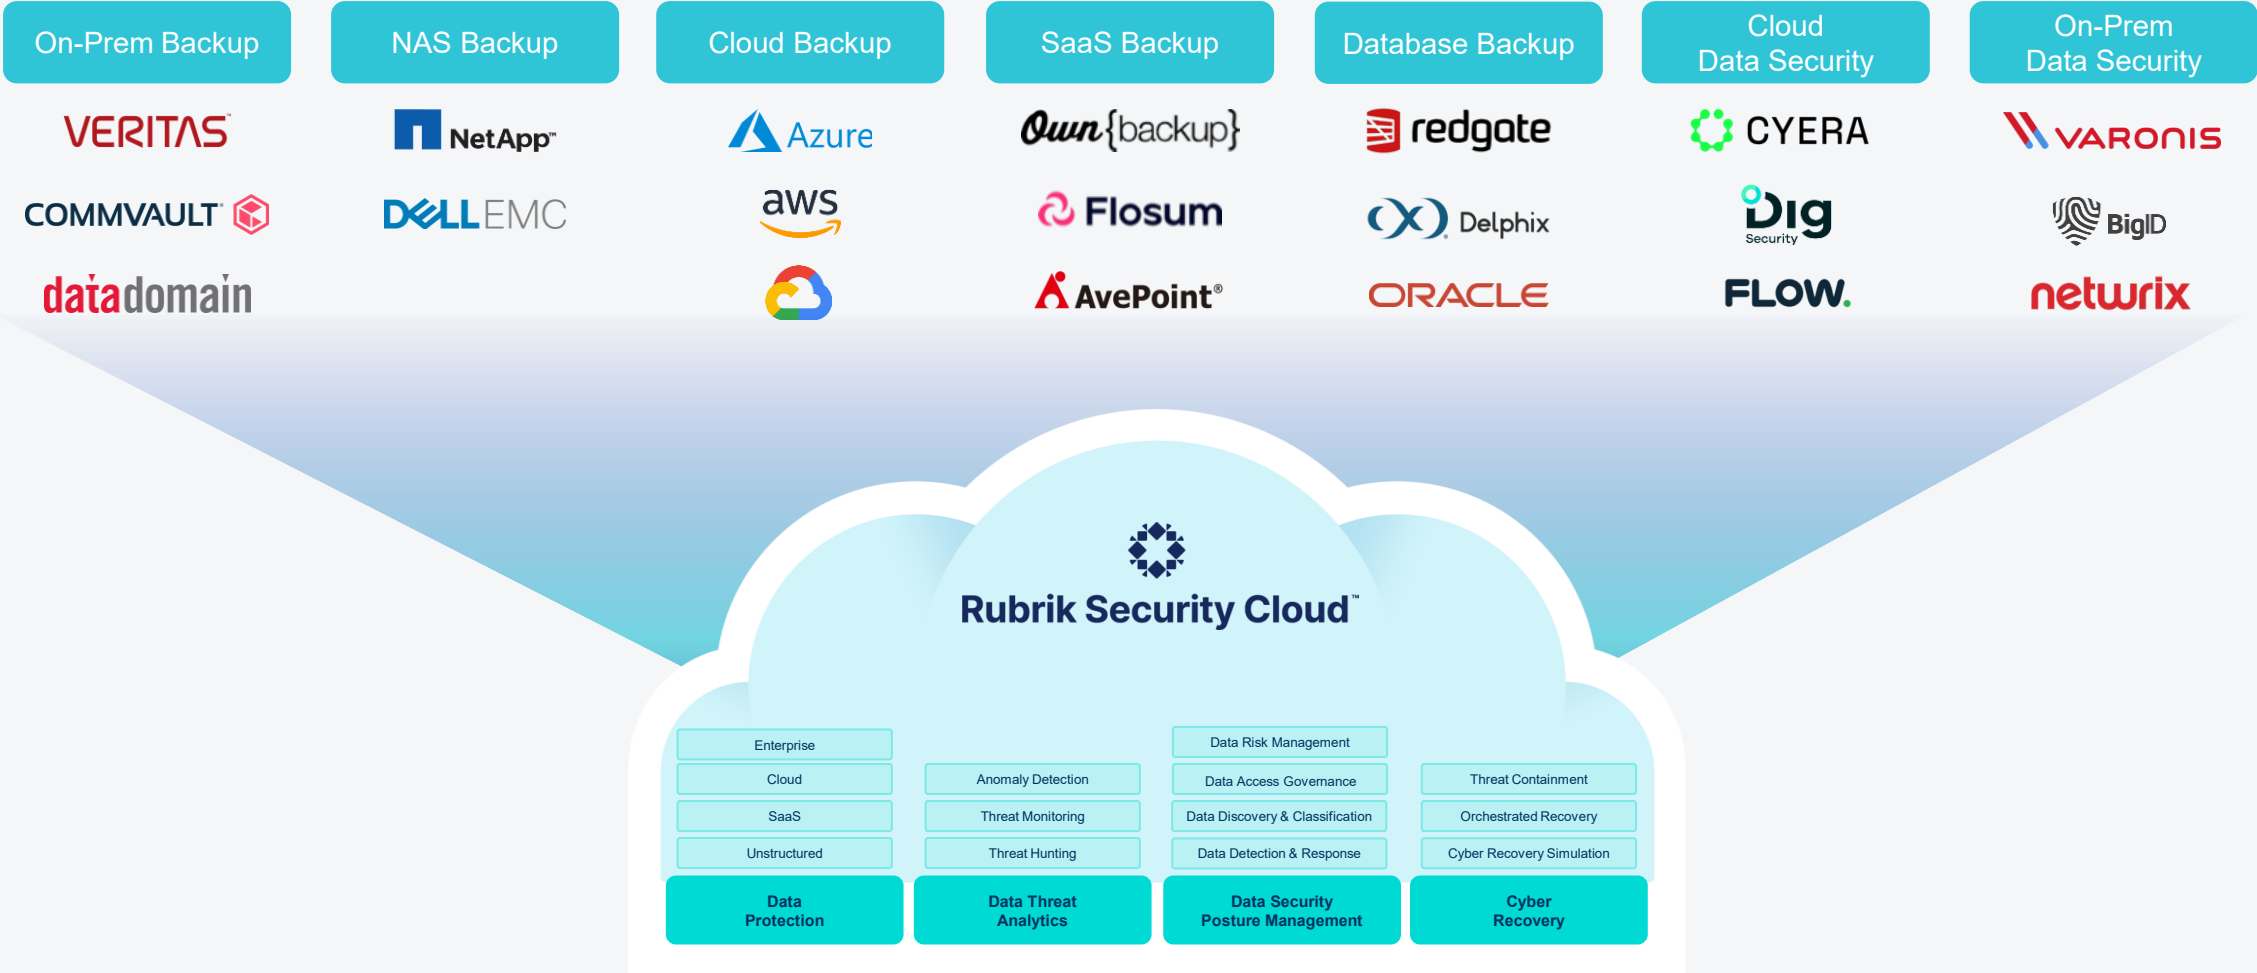 On-Prem Backup
NAS Backup
Cloud Backup
SaaS Backup
Database Backup
Cloud
Data Security
On-Prem
Data Security
VERITAS™
NetApp™
Azure
Own{backup}
redgate
CYERA
VARONIS
COMMVAULT®
DELLEMC
aws
Flosum
Delphix
Dig
Security
BigID
datadomain
AvePoint®
ORACLE
FLOW.
netwrix
Rubrik Security Cloud™
Enterprise
Cloud
SaaS
Unstructured
Data
Protection
Anomaly Detection
Threat Monitoring
Threat Hunting
Data Threat
Analytics
Data Risk Management
Data Access Governance
Data Discovery & Classification
Data Detection & Response
Data Security
Posture Management
Threat Containment
Orchestrated Recovery
Cyber Recovery Simulation
Cyber
Recovery